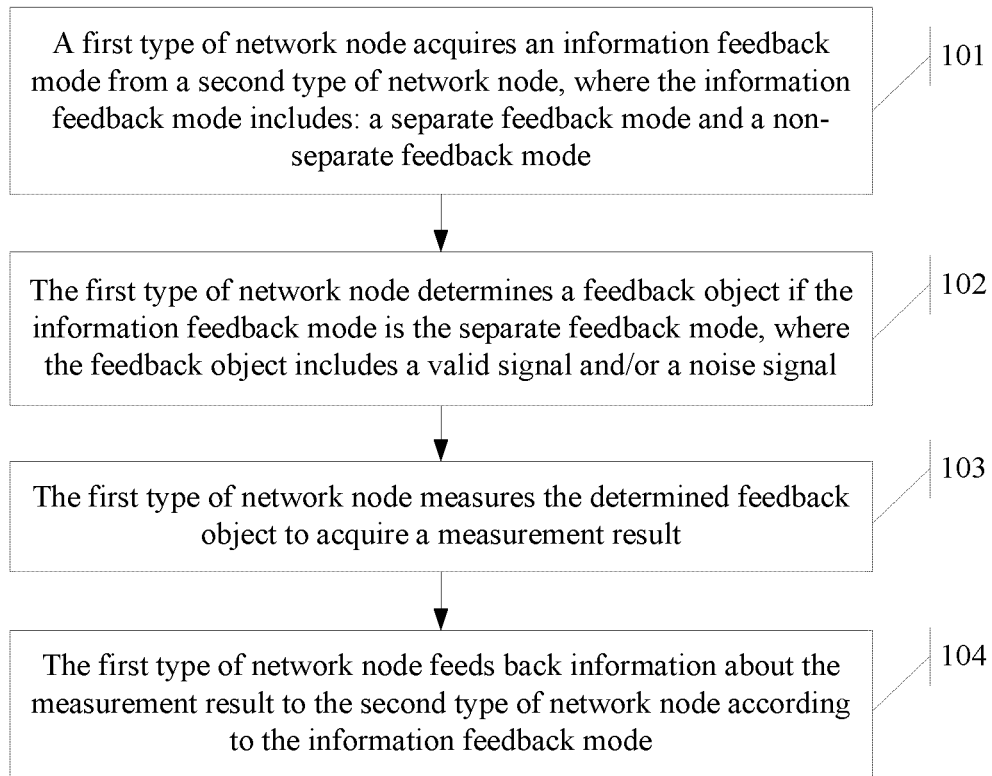 A first type of network node acquires an information feedback
mode from a second type of network node, where the information
feedback mode includes: a separate feedback mode and a non-
separate feedback mode
101
The first type of network node determines a feedback object if the
information feedback mode is the separate feedback mode, where
the feedback object includes a valid signal and/or a noise signal
102
The first type of network node measures the determined feedback
object to acquire a measurement result
103
The first type of network node feeds back information about the
measurement result to the second type of network node according
to the information feedback mode
104